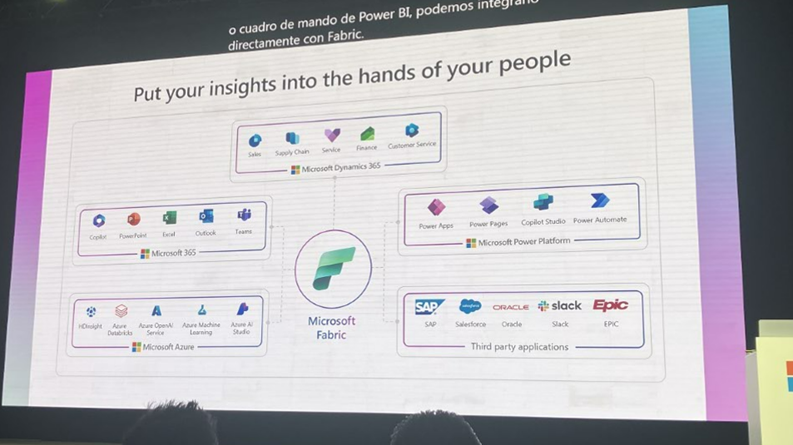 o cuadro de mando de Power BI, podemos integrarlo
directamente con Fabric.
Put your insights into the hands of your people
Sales Supply Chain Service Finance Customer Service
Microsoft Dynamics 365
Copilot PowerPoint Excel Outlook Teams
Microsoft 365
Power Apps Power Pages Copilot Studio Power Automate
Microsoft Power Platform
Microsoft
Fabric
HDInsight Azure Databricks Azure OpenAI Service Azure Machine Learning Azure AI Studio
Microsoft Azure
SAP salesforce ORACLE slack Epic
SAP Salesforce Oracle Slack EPIC
Third party applications